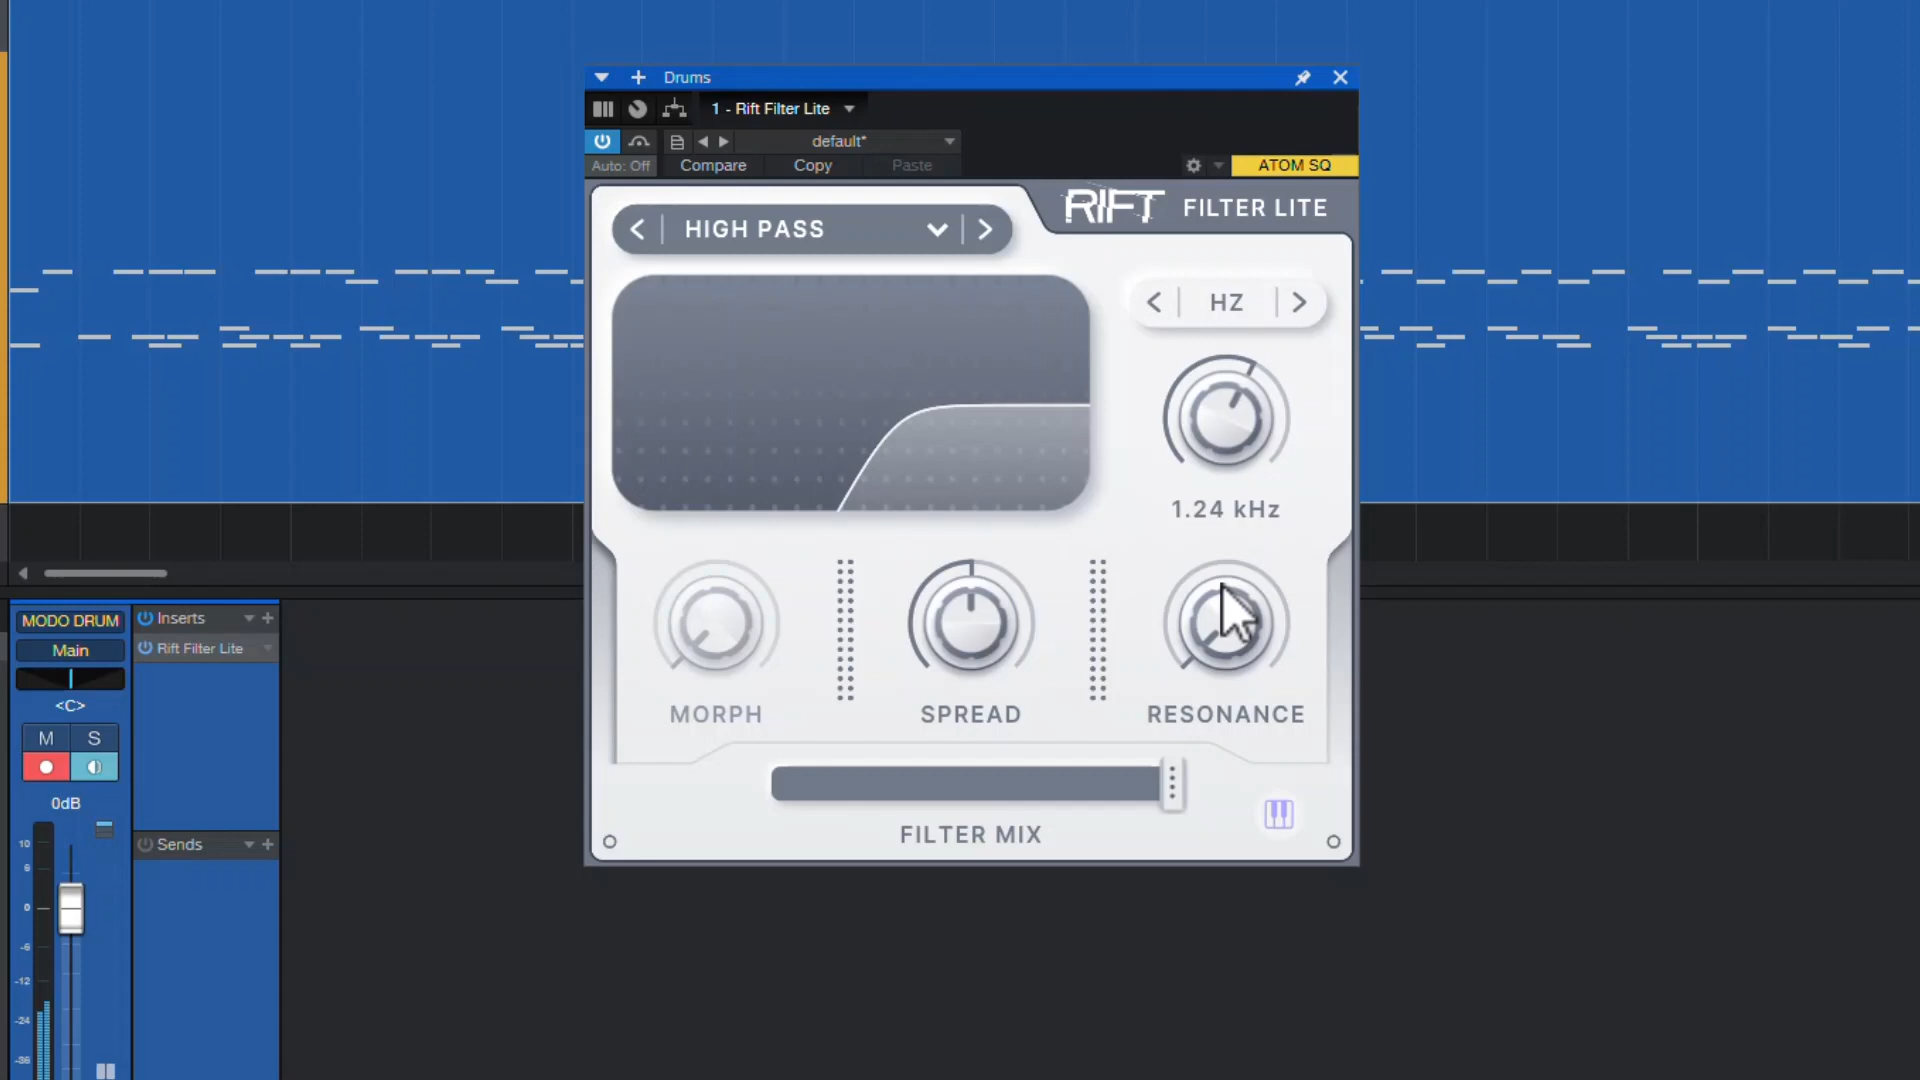 Drums
1 - Rift Filter Lite
default*
Auto: Off Compare Copy Paste ATOM SQ
RIFT FILTER LITE
HIGH PASS
HZ
1.24 kHz
MORPH SPREAD RESONANCE
FILTER MIX
MODO DRUM
Main
<C>
M S
0dB
10
6
0
-6
-12
-24
-36
Inserts
Rift Filter Lite
Sends